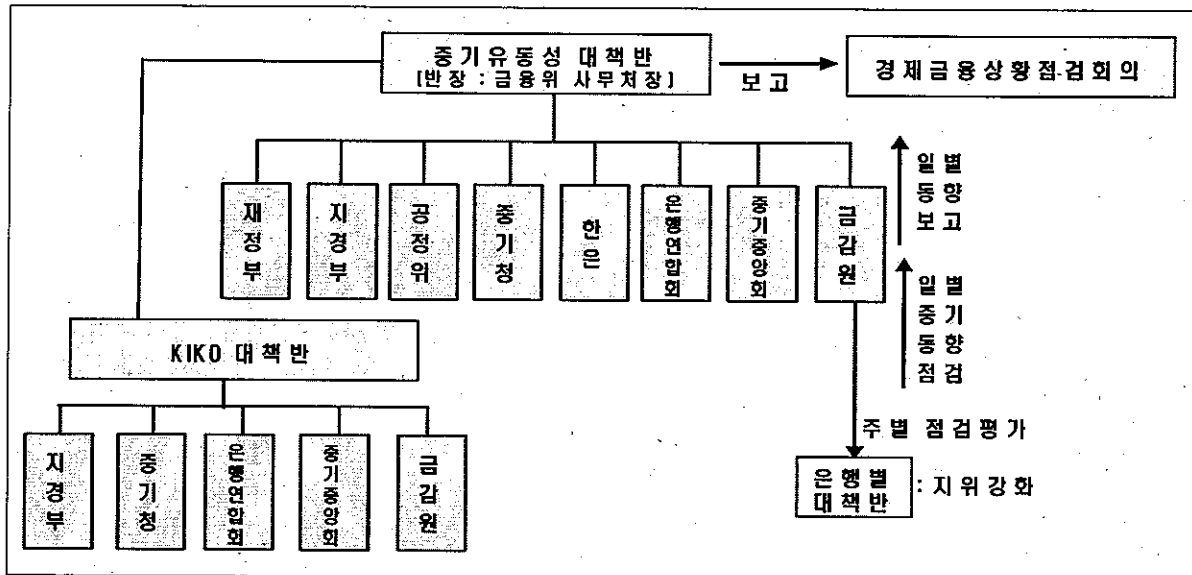 중기유동성 대책반
[반장 : 금융위 사무처장]
보고
경제금융상황점검회의
재정부
지경부
공정위
중기청
한은
은행연합회
중기중앙회
금감원
일별
동향
보고
일별
중기
동향
점검
KIKO 대책반
지경부
중기청
은행연합회
중기중앙회
금감원
주별 점검평가
은행별
대책반
: 지위강화